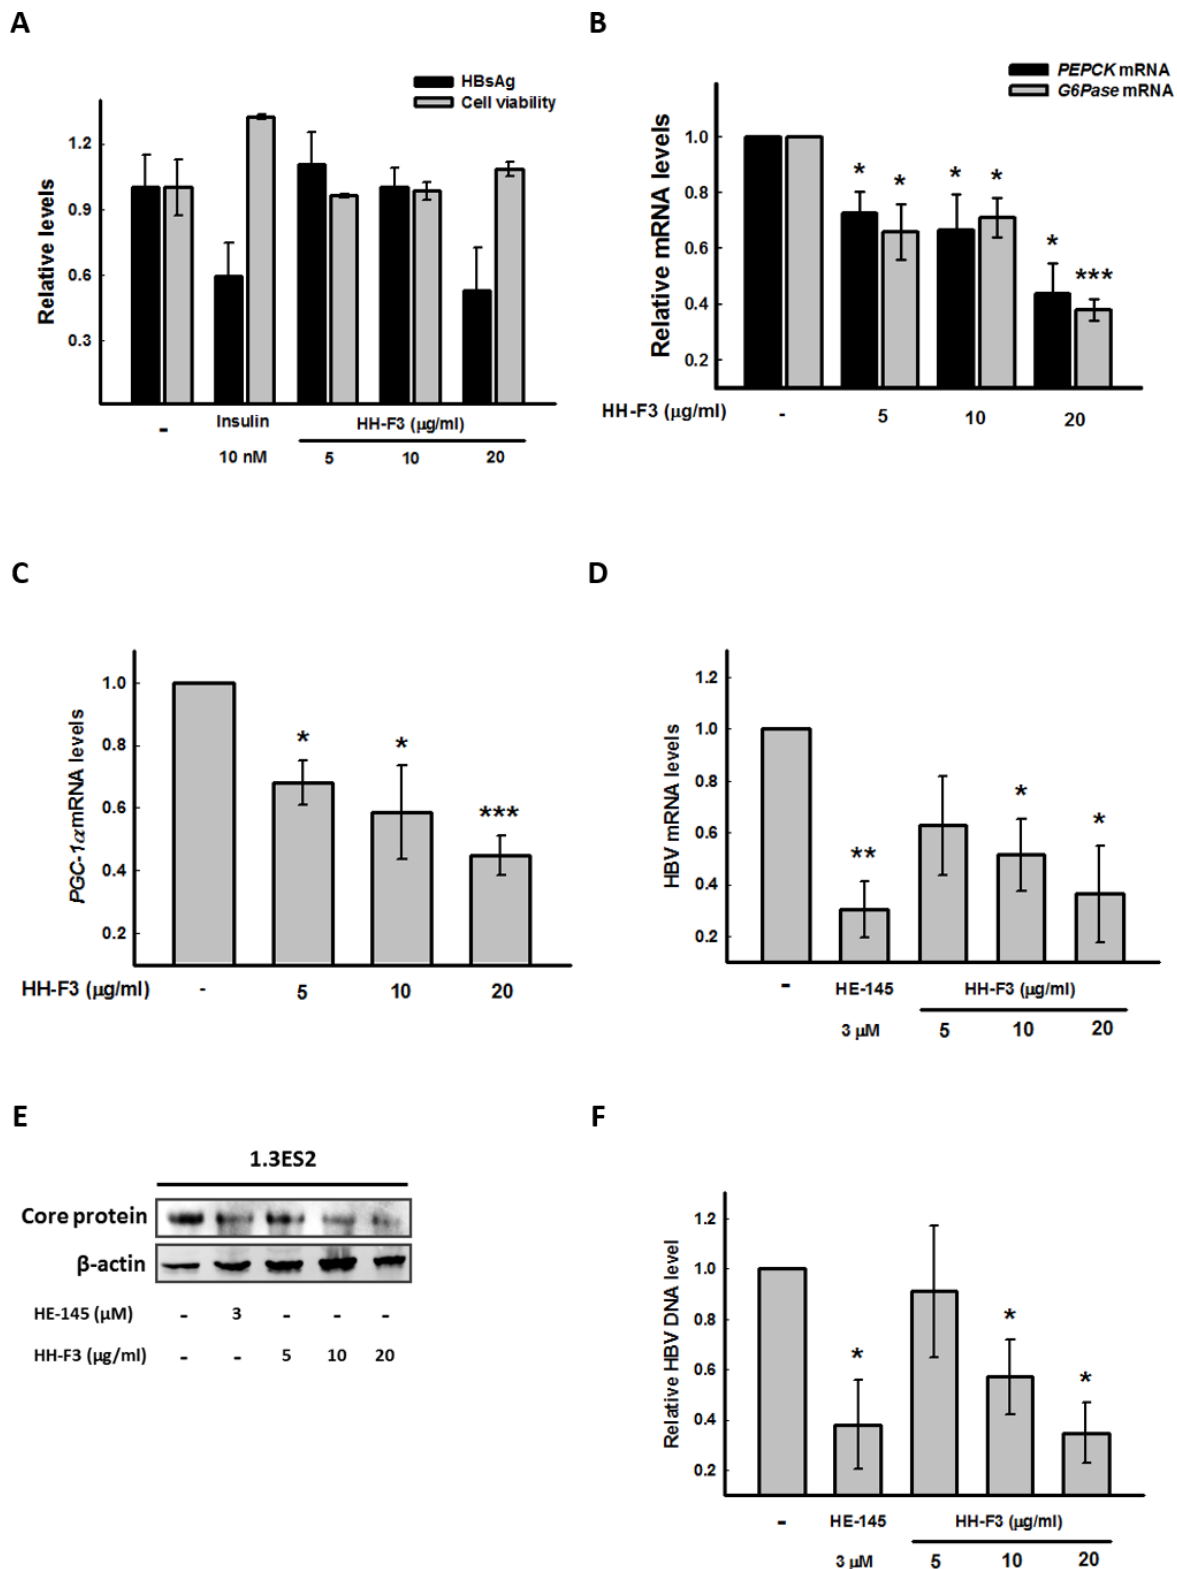 A
HBsAg
Cell viability
Relative levels
1.2
0.9
0.6
0.3
-
Insulin
10 nM
HH-F3 (μg/ml)
5 10 20
B
PEPCK mRNA
G6Pase mRNA
Relative mRNA levels
1.0
0.8
0.6
0.4
0.2
* * * * * ***
HH-F3 (μg/ml) - 5 10 20
C
PGC-1α mRNA levels
1.0
0.8
0.6
0.4
0.2
* * ***
HH-F3 (μg/ml) - 5 10 20
D
HBV mRNA levels
1.2
1.0
0.8
0.6
0.4
0.2
** * *
- HE-145 HH-F3 (μg/ml)
3 μM 5 10 20
E
1.3ES2
Core protein
β-actin
HE-145 (μM) - 3 - - -
HH-F3 (μg/ml) - - 5 10 20
F
Relative HBV DNA level
1.2
1.0
0.8
0.6
0.4
0.2
* * *
- HE-145 HH-F3 (μg/ml)
3 μM 5 10 20